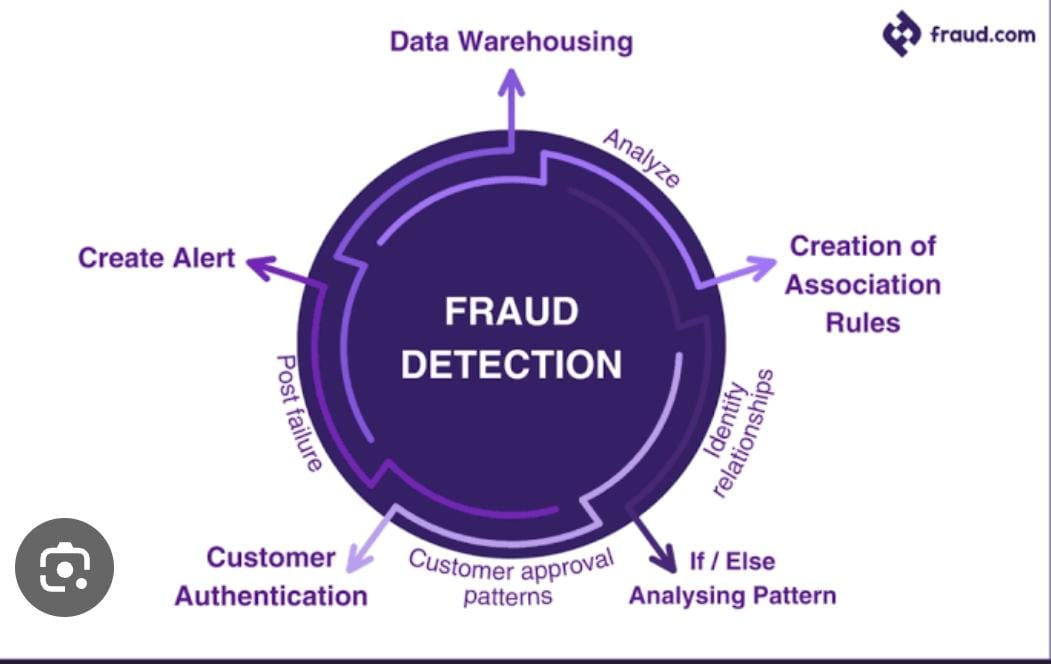 fraud.com
Data Warehousing
Analyze
Creation of
Association
Rules
Identify
relationships
If / Else
Analysing Pattern
Customer approval
patterns
Customer
Authentication
Post failure
Create Alert
FRAUD
DETECTION